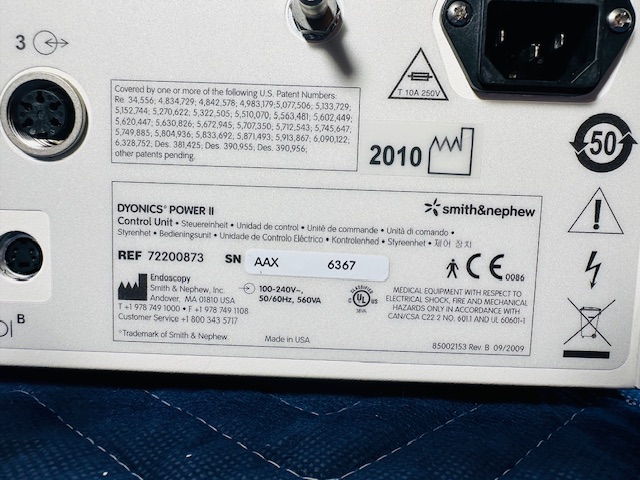 3
Covered by one or more of the following U.S. Patent Numbers:
Re. 34,556; 4,834,729; 4,842,578; 4,983,179; 5,077,506; 5,133,729;
5,152,744; 5,270,622; 5,322,505; 5,510,070; 5,563,481; 5,602,449;
5,620,447; 5,630,826; 5,672,945; 5,707,350; 5,712,543; 5,745,647;
5,749,885; 5,804,936; 5,833,692; 5,871,493; 5,913,867; 6,090,122;
6,328,752; Des. 381,425; Des. 390,955; Des. 390,956;
other patents pending.
T 10A 250V
2010
50
DYONICS* POWER II
smith&nephew
Control Unit • Steuereinheit • Unidad de control • Unité de commande • Unità di comando •
Styrenhet • Bedieningsunit • Unidade de Controlo Eléctrico • Kontrolenhed • Styreenhet • 제어 장치
REF 72200873 SN AAX 6367
Endoscopy
Smith & Nephew, Inc.
Andover, MA 01810 USA
T +1 978 749 1000 • F +1 978 749 1108
Customer Service +1 800 343 5717
*Trademark of Smith & Nephew.
100-240V~,
50/60Hz, 560VA
Made in USA
CLASSIFIED
C UL US
CE 0086
MEDICAL EQUIPMENT WITH RESPECT TO
ELECTRICAL SHOCK, FIRE AND MECHANICAL
HAZARDS ONLY IN ACCORDANCE WITH
CAN/CSA C22.2 NO. 601.1 AND UL 60601-1
85002153 Rev. B 09/2009
B